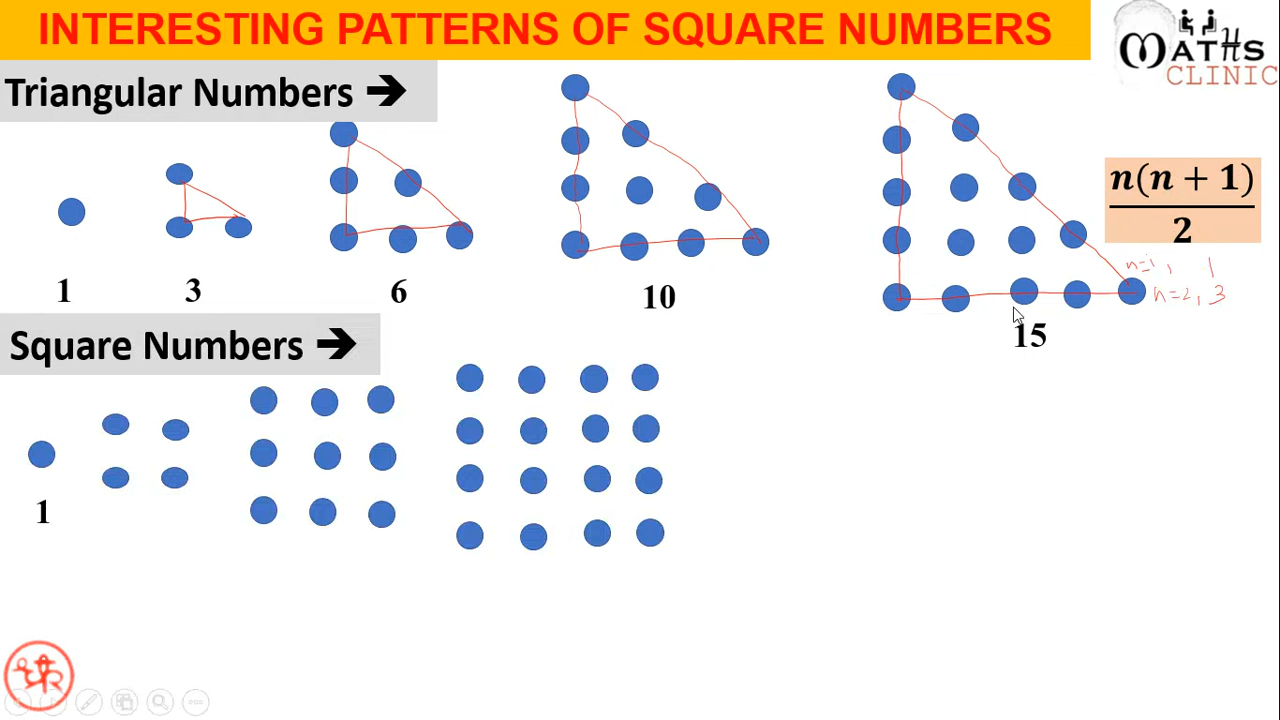 INTERESTING PATTERNS OF SQUARE NUMBERS
MATHS
CLINIC
Triangular Numbers →
1
3
6
10
15
n(n + 1)
2
n=1, 1
n=2, 3
Square Numbers →
1